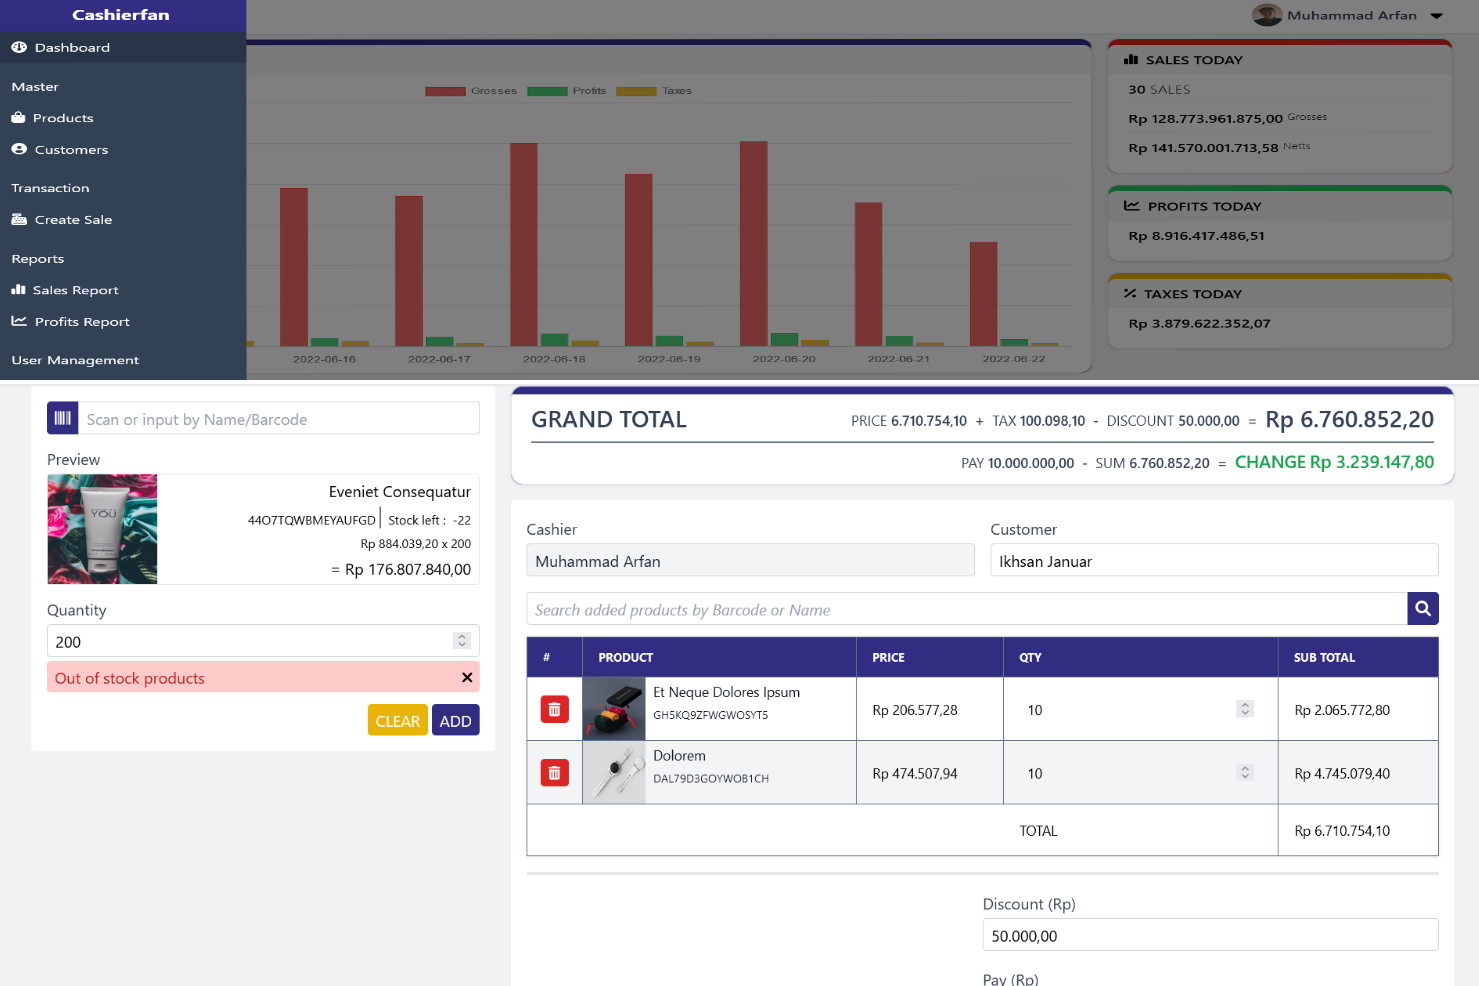 Cashierfan
Muhammad Arfan
Dashboard
Master
Products
Customers
Transaction
Create Sale
Reports
Sales Report
Profits Report
User Management
Grosses Profits Taxes
2022-06-16 2022-06-17 2022-06-18 2022-06-19 2022-06-20 2022-06-21 2022-06-22
SALES TODAY
30 SALES
Rp 128.773.961.875,00 Grosses
Rp 141.570.001.713,58 Netts
PROFITS TODAY
Rp 8.916.417.486,51
TAXES TODAY
Rp 3.879.622.352,07
Scan or input by Name/Barcode
Preview
YOU
Eveniet Consequatur
44O7TQWBMEYAUFGD Stock left : -22
Rp 884.039,20 x 200
= Rp 176.807.840,00
Quantity
200
Out of stock products
CLEAR ADD
GRAND TOTAL PRICE 6.710.754,10 + TAX 100.098,10 - DISCOUNT 50.000,00 = Rp 6.760.852,20
PAY 10.000.000,00 - SUM 6.760.852,20 = CHANGE Rp 3.239.147,80
Cashier Customer
Muhammad Arfan Ikhsan Januar
Search added products by Barcode or Name
# PRODUCT PRICE QTY SUB TOTAL
Et Neque Dolores Ipsum
GH5KQ9ZFWGWOSYT5
Rp 206.577,28 10 Rp 2.065.772,80
Dolorem
DAL79D3GOYWOB1CH
Rp 474.507,94 10 Rp 4.745.079,40
TOTAL Rp 6.710.754,10
Discount (Rp)
50.000,00
Pay (Rp)